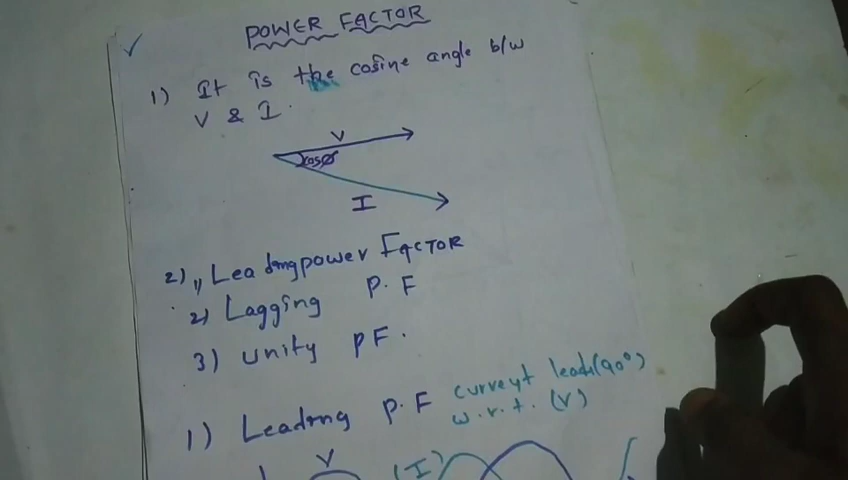 POWER FACTOR
1) It is the cosine angle b/w
V & I.
V
cosø
I
2) 1) Leading power FACTOR
2) Lagging P.F
3) unity PF.
1) Leading P.F current leads (90°)
w.r.t. (V)
V (I)